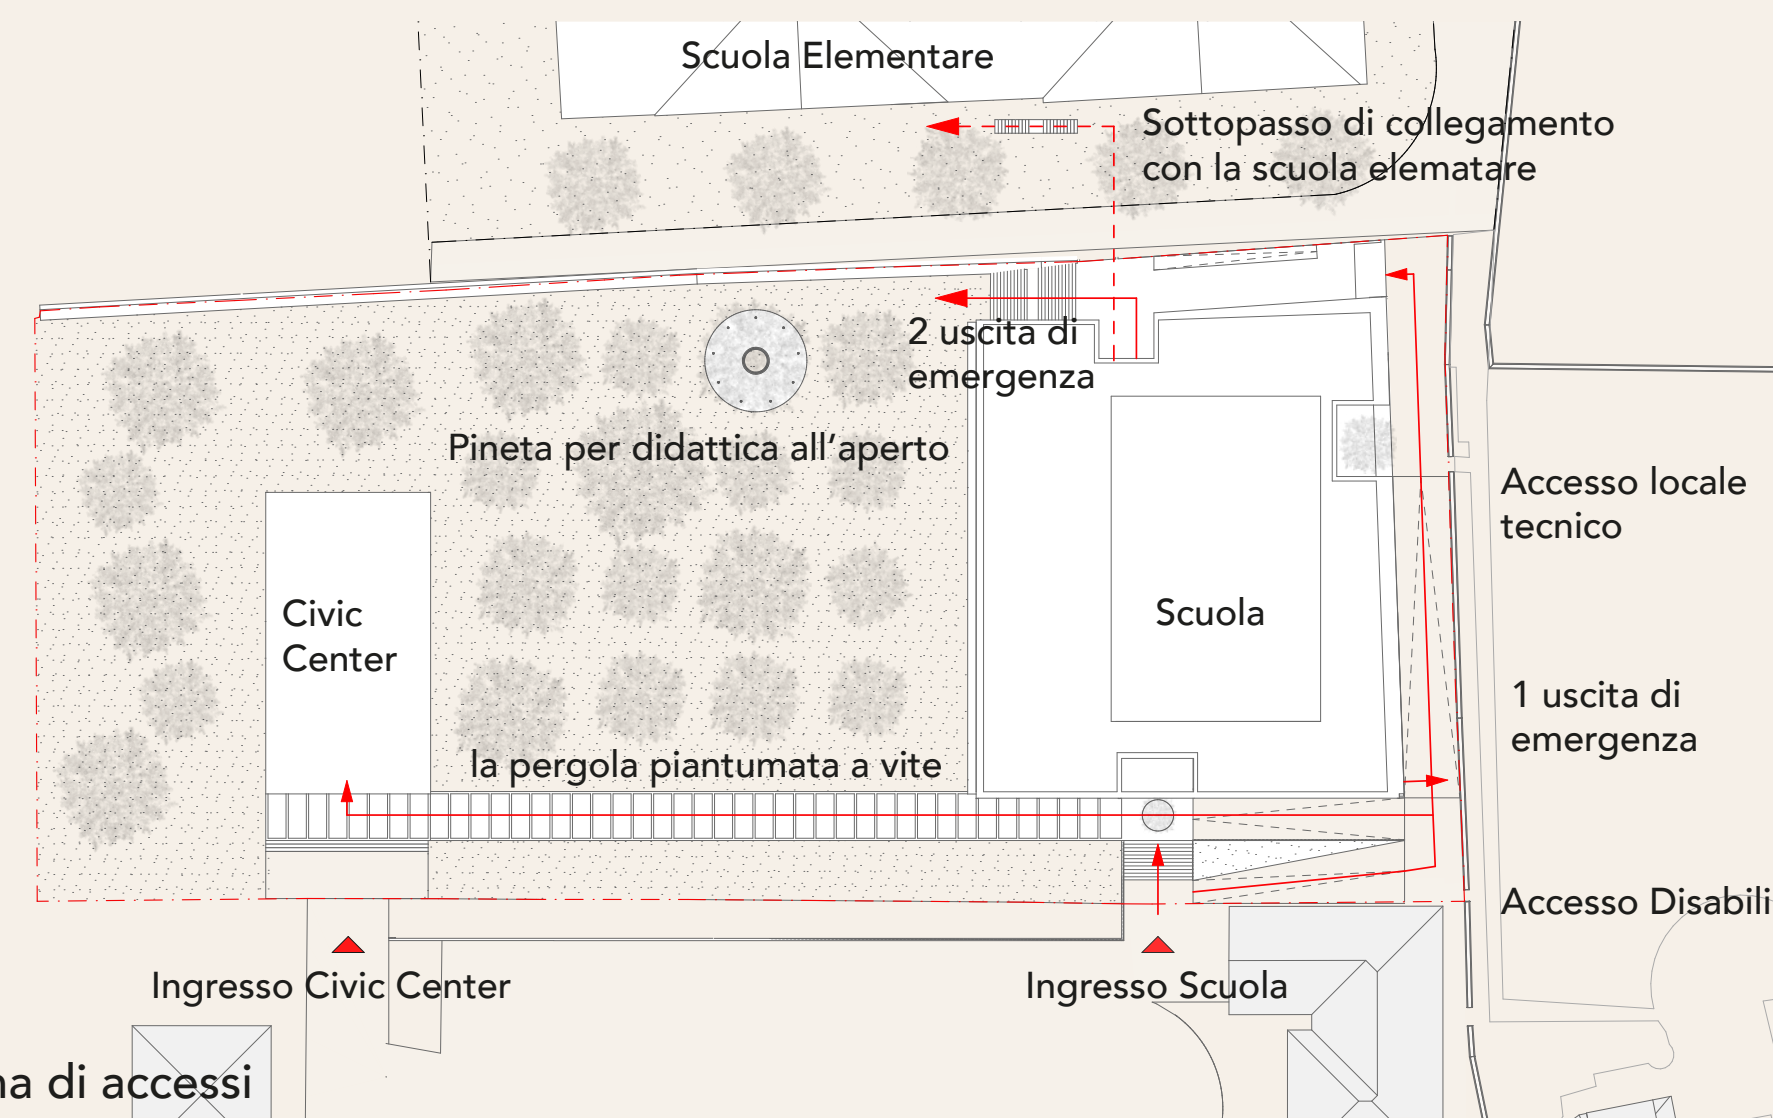 Scuola Elementare
Sottopasso di collegamento
con la scuola elematare
2 uscita di
emergenza
Pineta per didattica all'aperto
Accesso locale
tecnico
Civic
Center
Scuola
1 uscita di
emergenza
la pergola piantumata a vite
Accesso Disabili
Ingresso Civic Center
Ingresso Scuola
di accessi